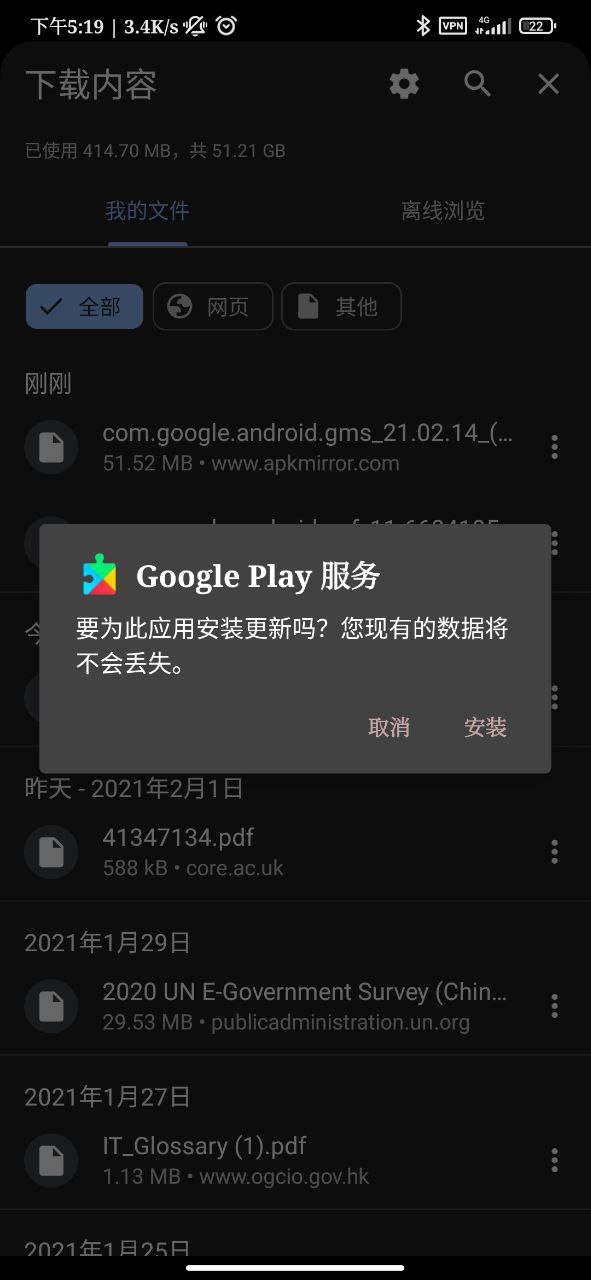 下午5:19 | 3.4K/s
VPN 4G 22
下载内容
已使用 414.70 MB，共 51.21 GB
我的文件 离线浏览
全部 网页 其他
刚刚
com.google.android.gms_21.02.14_(…
51.52 MB • www.apkmirror.com
Google Play 服务
要为此应用安装更新吗？您现有的数据将
不会丢失。
取消 安装
昨天 - 2021年2月1日
41347134.pdf
588 kB • core.ac.uk
2021年1月29日
2020 UN E-Government Survey (Chin…
29.53 MB • publicadministration.un.org
2021年1月27日
IT_Glossary (1).pdf
1.13 MB • www.ogcio.gov.hk
2021年1月25日